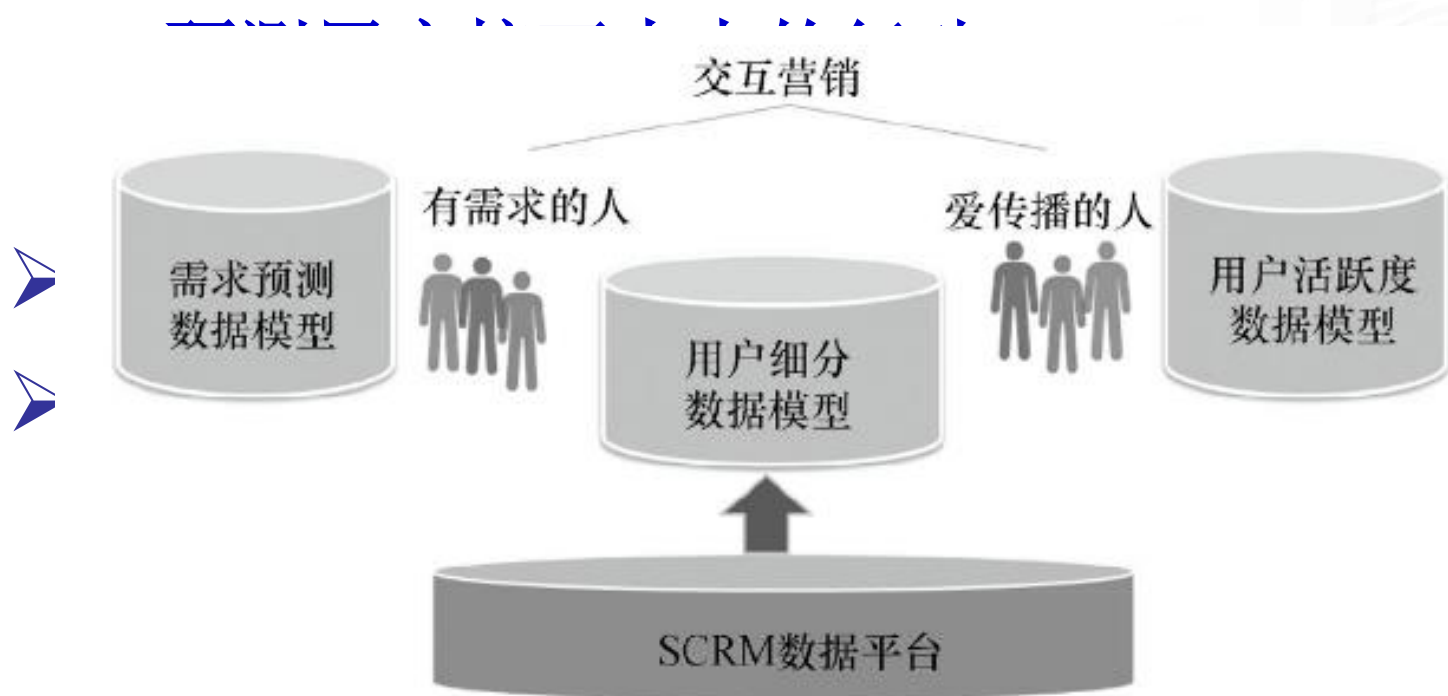 交互营销
有需求的人
爱传播的人
需求预测
数据模型
用户细分
数据模型
用户活跃度
数据模型
SCRM数据平台